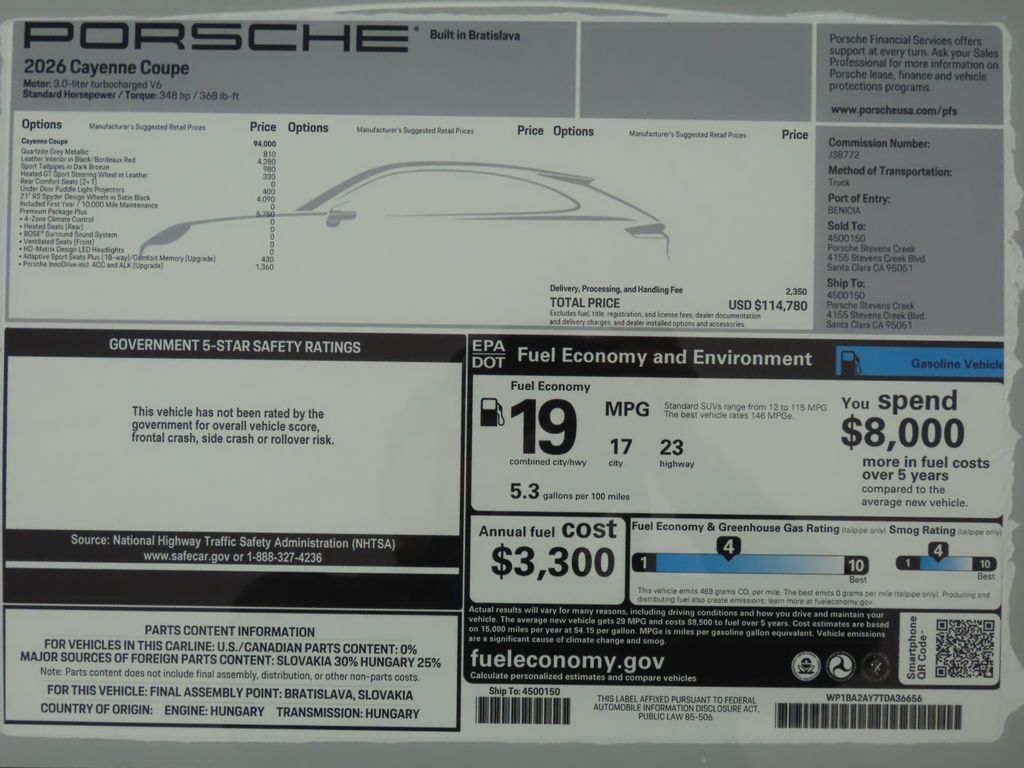 PORSCHE®
Built in Bratislava
2026 Cayenne Coupe
Motor: 3.0-liter turbocharged V6
Standard Horsepower / Torque: 348 hp / 368 lb-ft
Porsche Financial Services offers
support at every turn. Ask your Sales
Professional for more information on
Porsche lease, finance and vehicle
protections programs.
www.porscheusa.com/pfs
Options Manufacturer's Suggested Retail Prices Price Options Manufacturer's Suggested Retail Prices Price Options Manufacturer's Suggested Retail Prices Price
Cayenne Coupe 94,000
Quartzite Grey Metallic 810
Leather Interior in Black/Bordeaux Red 4,280
Sport Tailpipes in Dark Bronze 980
Heated GT Sport Steering Wheel in Leather 330
Rear Comfort Seats (2+1) 0
Under Door Puddle Light Projectors 400
21" RS Spyder Design Wheels in Satin Black 4,090
Included First Year / 10,000 Mile Maintenance 0
Premium Package Plus 5,750
• 4-Zone Climate Control 0
• Heated Seats (Rear) 0
• BOSE® Surround Sound System 0
• Ventilated Seats (Front) 0
• HD-Matrix Design LED Headlights 0
• Adaptive Sport Seats Plus (18-way)/Comfort Memory (Upgrade) 430
• Porsche InnoDrive incl. ACC and ALK (Upgrade) 1,360
Delivery, Processing, and Handling Fee 2,350
TOTAL PRICE USD $114,780
Excludes fuel, title, registration, and license fees, dealer documentation
and delivery charges, and dealer installed options and accessories.
Commission Number:
J38772
Method of Transportation:
Truck
Port of Entry:
BENICIA
Sold To:
4500150
Porsche Stevens Creek
4155 Stevens Creek Blvd.
Santa Clara CA 95051
Ship To:
4500150
Porsche Stevens Creek
4155 Stevens Creek Blvd.
Santa Clara CA 95051
GOVERNMENT 5-STAR SAFETY RATINGS
This vehicle has not been rated by the
government for overall vehicle score,
frontal crash, side crash or rollover risk.
Source: National Highway Traffic Safety Administration (NHTSA)
www.safecar.gov or 1-888-327-4236
PARTS CONTENT INFORMATION
FOR VEHICLES IN THIS CARLINE: U.S./CANADIAN PARTS CONTENT: 0%
MAJOR SOURCES OF FOREIGN PARTS CONTENT: SLOVAKIA 30% HUNGARY 25%
Note: Parts content does not include final assembly, distribution, or other non-parts costs.
FOR THIS VEHICLE: FINAL ASSEMBLY POINT: BRATISLAVA, SLOVAKIA
COUNTRY OF ORIGIN: ENGINE: HUNGARY TRANSMISSION: HUNGARY
EPA
DOT
Fuel Economy and Environment
Gasoline Vehicle
Fuel Economy
19 MPG
combined city/hwy
17
city
23
highway
Standard SUVs range from 12 to 115 MPG.
The best vehicle rates 146 MPGe.
5.3 gallons per 100 miles
You spend
$8,000
more in fuel costs
over 5 years
compared to the
average new vehicle.
Annual fuel cost
$3,300
Fuel Economy & Greenhouse Gas Rating (tailpipe only)
1 4 10
Best
Smog Rating (tailpipe only)
1 4 10
Best
This vehicle emits 469 grams CO₂ per mile. The best emits 0 grams per mile (tailpipe only). Producing and
distributing fuel also create emissions; learn more at fueleconomy.gov.
Actual results will vary for many reasons, including driving conditions and how you drive and maintain your
vehicle. The average new vehicle gets 29 MPG and costs $8,500 to fuel over 5 years. Cost estimates are based
on 15,000 miles per year at $4.15 per gallon. MPGe is miles per gasoline gallon equivalent. Vehicle emissions
are a significant cause of climate change and smog.
fueleconomy.gov
Calculate personalized estimates and compare vehicles
Smartphone
QR Code™
Ship To: 4500150
THIS LABEL AFFIXED PURSUANT TO FEDERAL
AUTOMOBILE INFORMATION DISCLOSURE ACT,
PUBLIC LAW 85-506.
WP1BA2AY7TDA36656